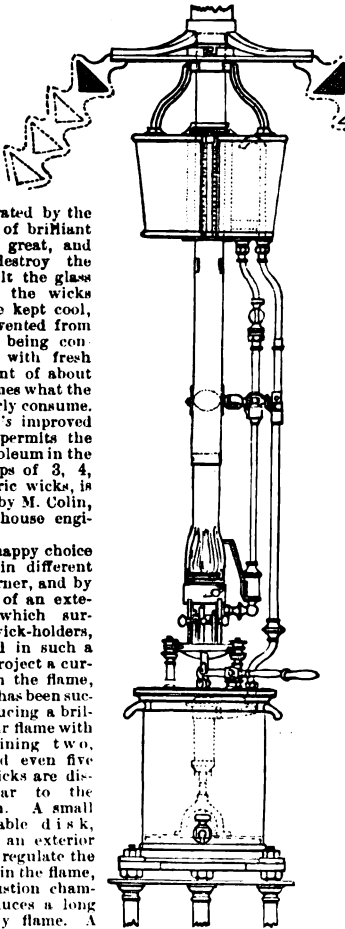 ated by the
of brilliant
great, and
destroy the
lt the glass
the wicks
kept cool,
vented from
being con-
with fresh
nt of about
nes what the
rly consume.
's improved
permits the
oleum in the
ps of 3, 4,
ric wicks, is
by M. Colin,
house engi-
happy choice
in different
rner, and by
of an exte-
which sur-
ick-holders,
l in such a
roject a cur-
n the flame,
has been suc-
ucing a bril-
r flame with
ining two,
d even five
icks are dis-
ar to the
n. A small
able disk,
an exterior
regulate the
in the flame,
ustion cham-
uces a long
y flame. A